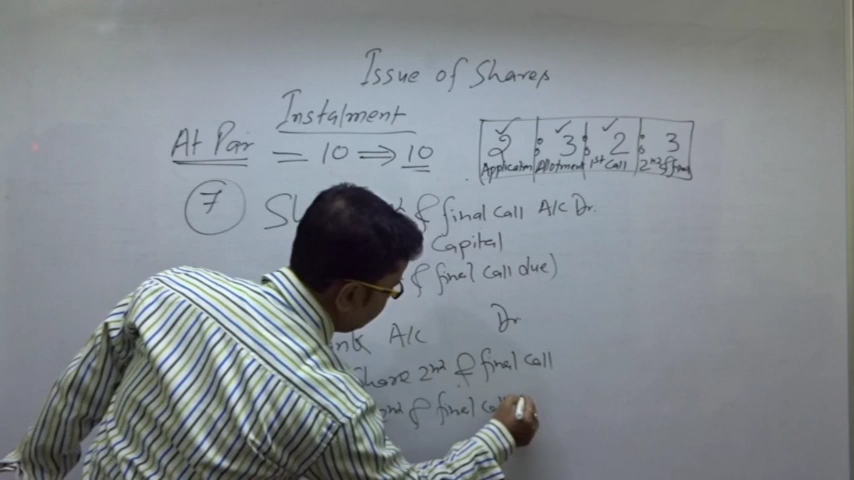 Issue of Shares
Instalment
At Par = 10 ⇒ 10
2 : 3 : 2 : 3
Application Allotment 1st Call 2nd & final
7 & final call A/c Dr.
Capital
& final call due)
A/c Dr
Share 2nd & final call
2nd & final